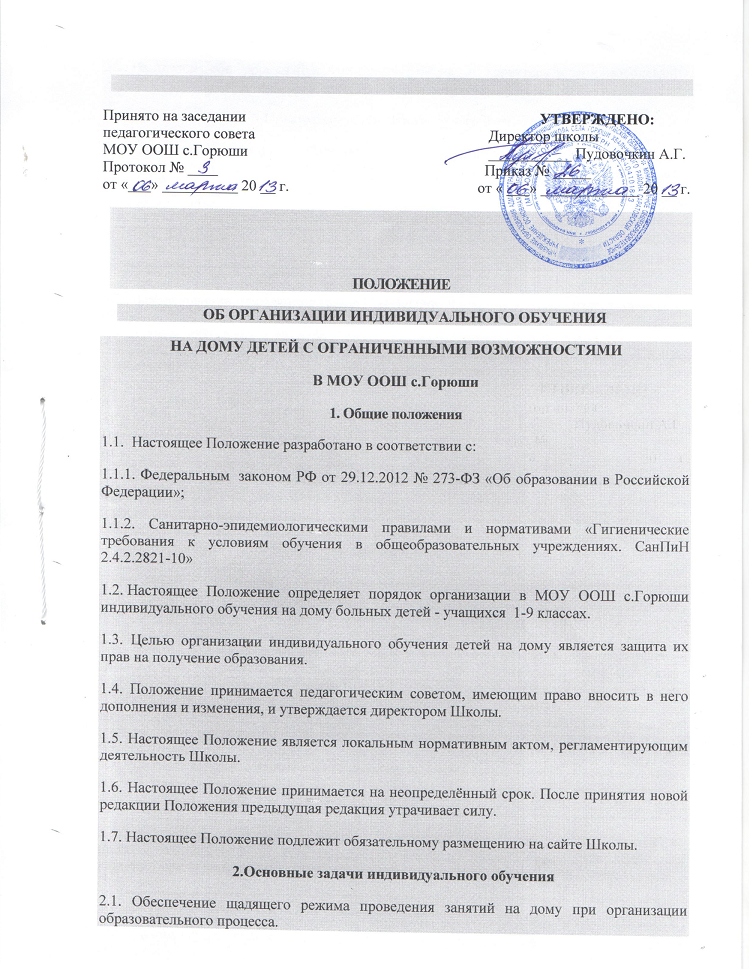 Принято на заседании
педагогического совета
МОУ ООШ с.Горюши
Протокол № 3
от «06» марта 2013 г.
УТВЕРЖДЕНО:
Директор школы
Пудовочкин А.Г.
Приказ № 26
от «06» марта 2013г.
ПОЛОЖЕНИЕ
ОБ ОРГАНИЗАЦИИ ИНДИВИДУАЛЬНОГО ОБУЧЕНИЯ
НА ДОМУ ДЕТЕЙ С ОГРАНИЧЕННЫМИ ВОЗМОЖНОСТЯМИ
В МОУ ООШ с.Горюши
1. Общие положения
1.1. Настоящее Положение разработано в соответствии с:
1.1.1. Федеральным законом РФ от 29.12.2012 № 273-ФЗ «Об образовании в Российской
Федерации»;
1.1.2. Санитарно-эпидемиологическими правилами и нормативами «Гигиенические
требования к условиям обучения в общеобразовательных учреждениях. СанПиН
2.4.2.2821-10»
1.2. Настоящее Положение определяет порядок организации в МОУ ООШ с.Горюши
индивидуального обучения на дому больных детей - учащихся 1-9 классах.
1.3. Целью организации индивидуального обучения детей на дому является защита их
прав на получение образования.
1.4. Положение принимается педагогическим советом, имеющим право вносить в него
дополнения и изменения, и утверждается директором Школы.
1.5. Настоящее Положение является локальным нормативным актом, регламентирующим
деятельность Школы.
1.6. Настоящее Положение принимается на неопределённый срок. После принятия новой
редакции Положения предыдущая редакция утрачивает силу.
1.7. Настоящее Положение подлежит обязательному размещению на сайте Школы.
2.Основные задачи индивидуального обучения
2.1. Обеспечение щадящего режима проведения занятий на дому при организации
образовательного процесса.